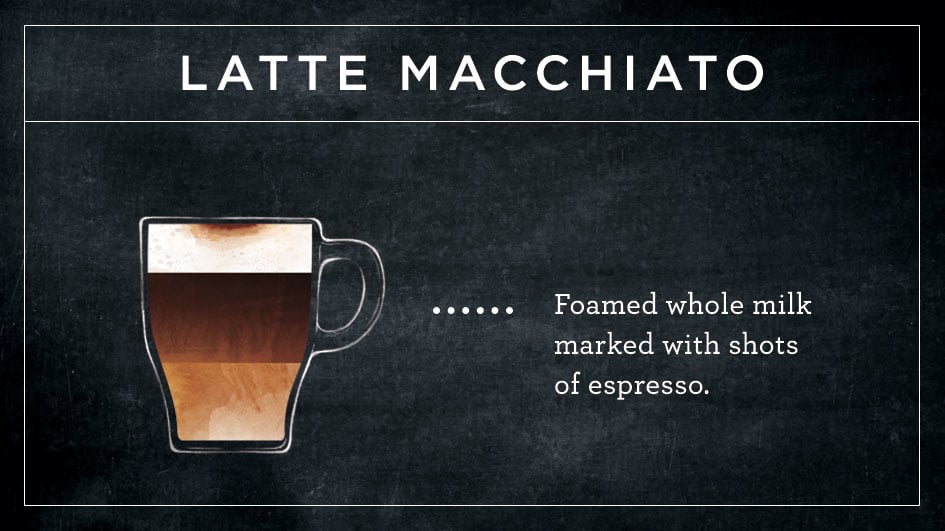 LATTE MACCHIATO
Foamed whole milk
marked with shots
of espresso.